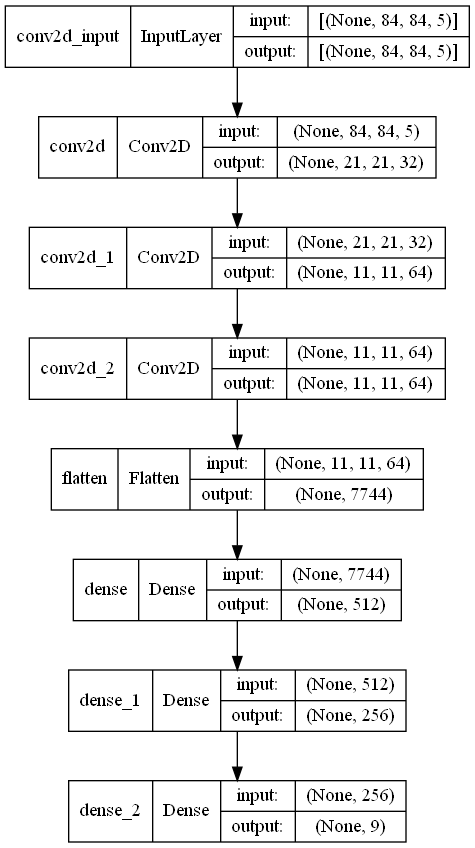 conv2d_input InputLayer input: [(None, 84, 84, 5)]
output: [(None, 84, 84, 5)]
conv2d Conv2D input: (None, 84, 84, 5)
output: (None, 21, 21, 32)
conv2d_1 Conv2D input: (None, 21, 21, 32)
output: (None, 11, 11, 64)
conv2d_2 Conv2D input: (None, 11, 11, 64)
output: (None, 11, 11, 64)
flatten Flatten input: (None, 11, 11, 64)
output: (None, 7744)
dense Dense input: (None, 7744)
output: (None, 512)
dense_1 Dense input: (None, 512)
output: (None, 256)
dense_2 Dense input: (None, 256)
output: (None, 9)